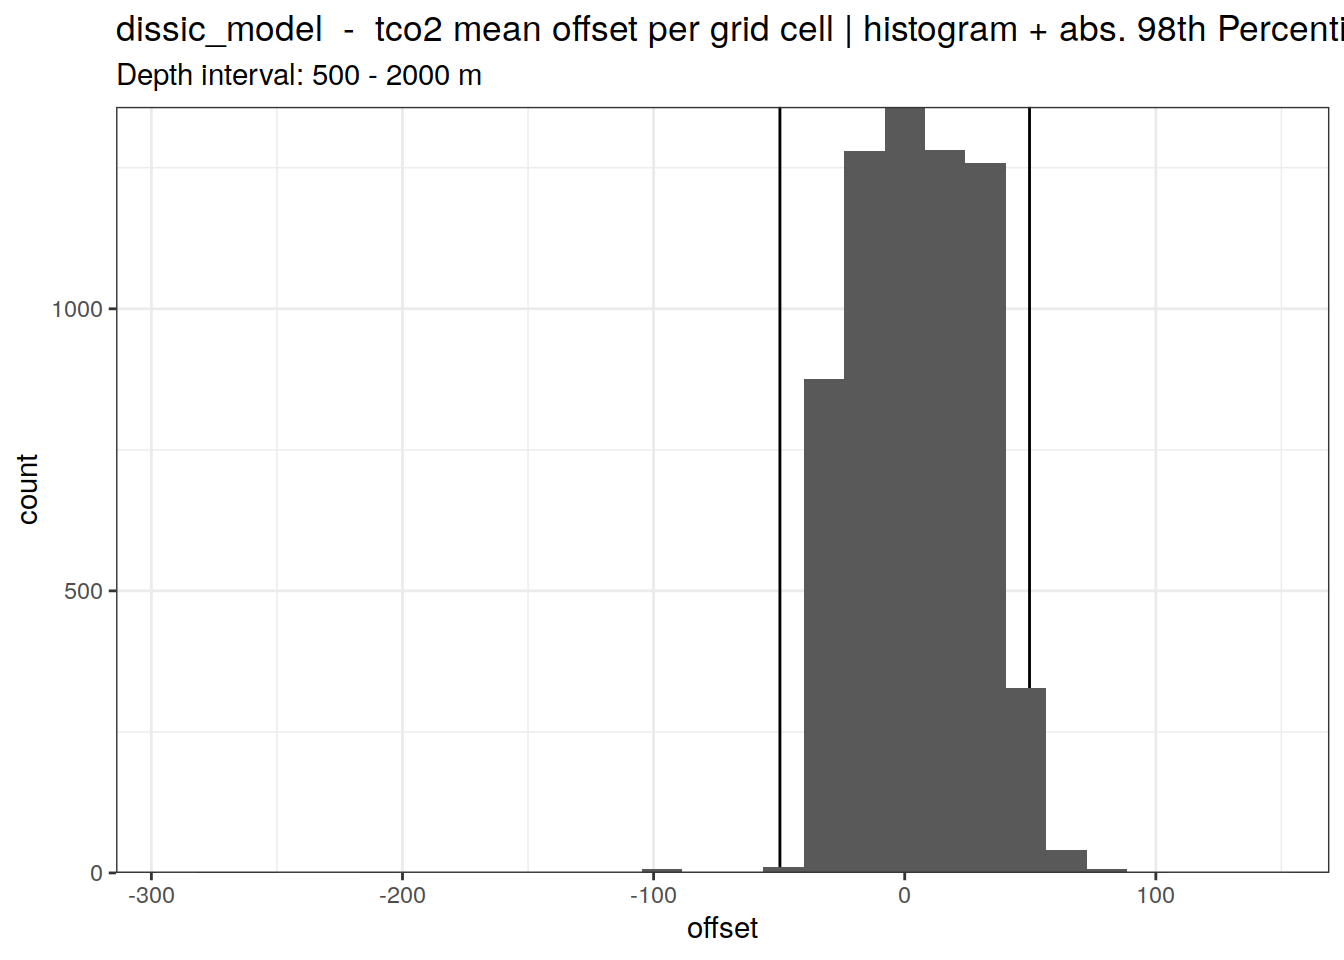 dissic_model - tco2 mean offset per grid cell | histogram + abs. 98th
Depth interval: 500 - 2000 m
count
1000
500
0
-300 -200 -100 0 100
offset